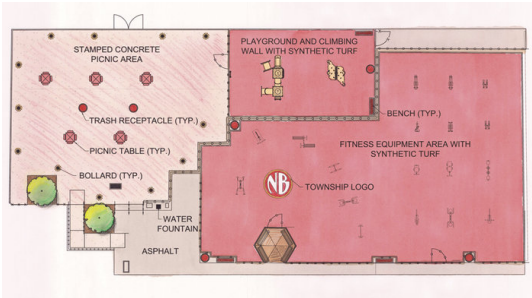 STAMPED CONCRETE
PICNIC AREA
PLAYGROUND AND CLIMBING
WALL WITH SYNTHETIC TURF
TRASH RECEPTACLE (TYP.)
BENCH (TYP.)
PICNIC TABLE (TYP.)
FITNESS EQUIPMENT AREA WITH
SYNTHETIC TURF
BOLLARD (TYP.)
NB
TOWNSHIP LOGO
WATER
FOUNTAIN
ASPHALT